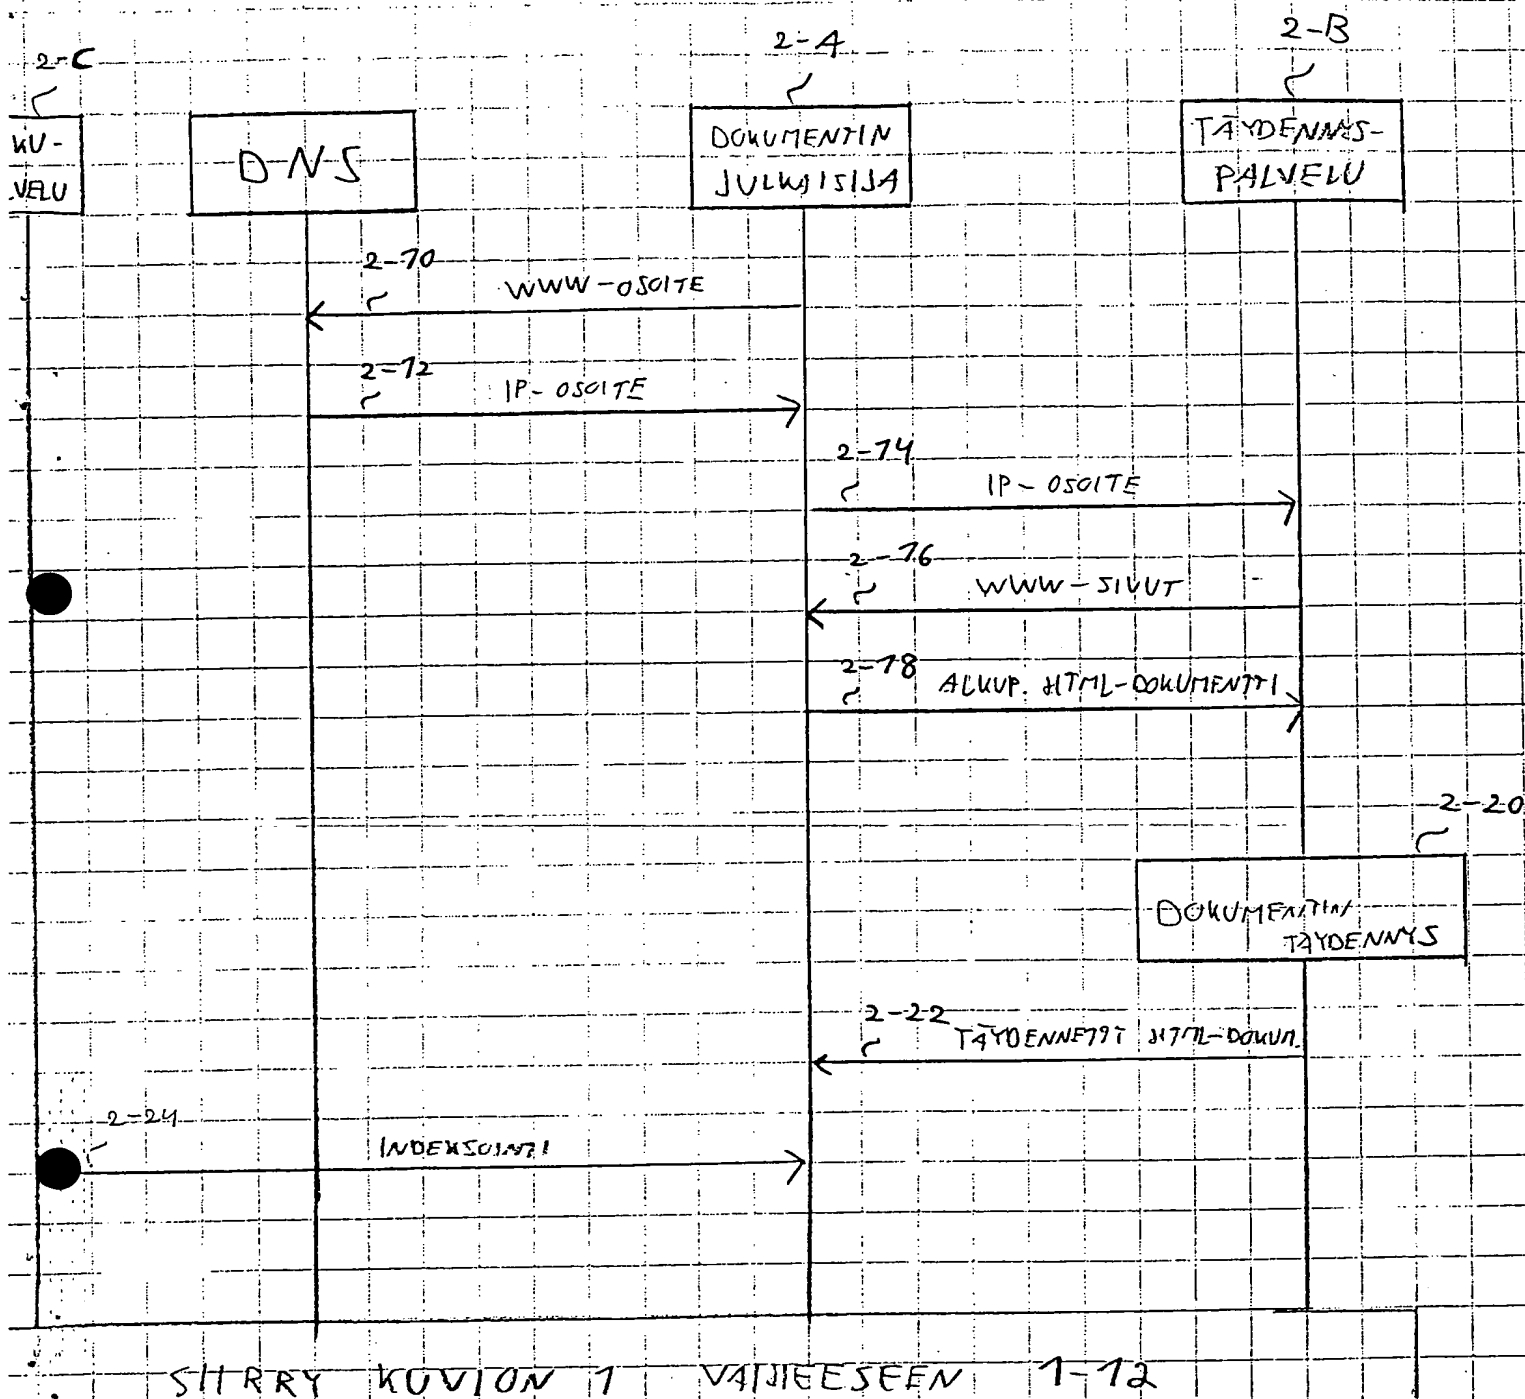 2-C
2-A
2-B
KU-
VELU
DNS
DOKUMENTIN
JULKAISIJA
TÄYDENNYS-
PALVELU
2-10
WWW-OSOITE
2-12
IP-OSOITE
2-14
IP-OSOITE
2-16
WWW-SIVUT
2-18
ALKUP. HTML-DOKUMENTTI
2-20
DOKUMENTIN
TÄYDENNYS
2-22
TÄYDENNETTY HTML-DOKUM.
2-24
INDEKSOINTI
SIIRRY KUVION 1 VAIHEESEEN 1-12